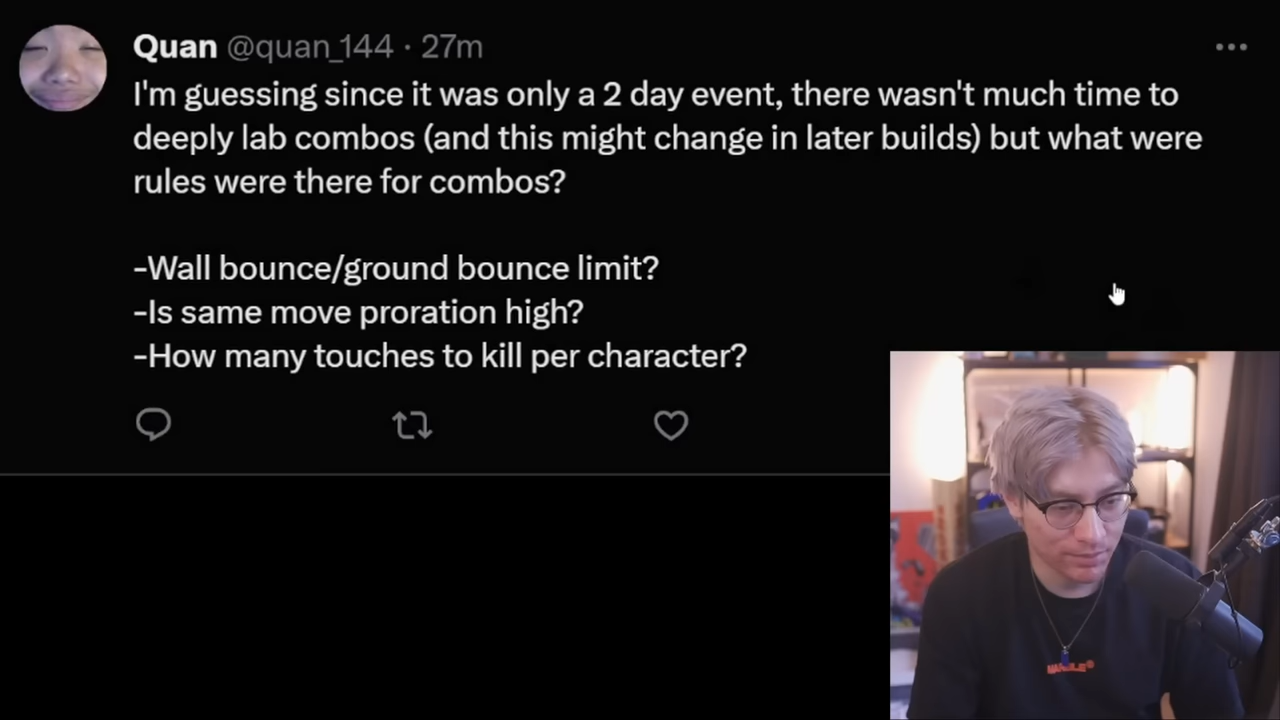 Quan @quan_144 · 27m
I'm guessing since it was only a 2 day event, there wasn't much time to
deeply lab combos (and this might change in later builds) but what were
rules were there for combos?
-Wall bounce/ground bounce limit?
-Is same move proration high?
-How many touches to kill per character?